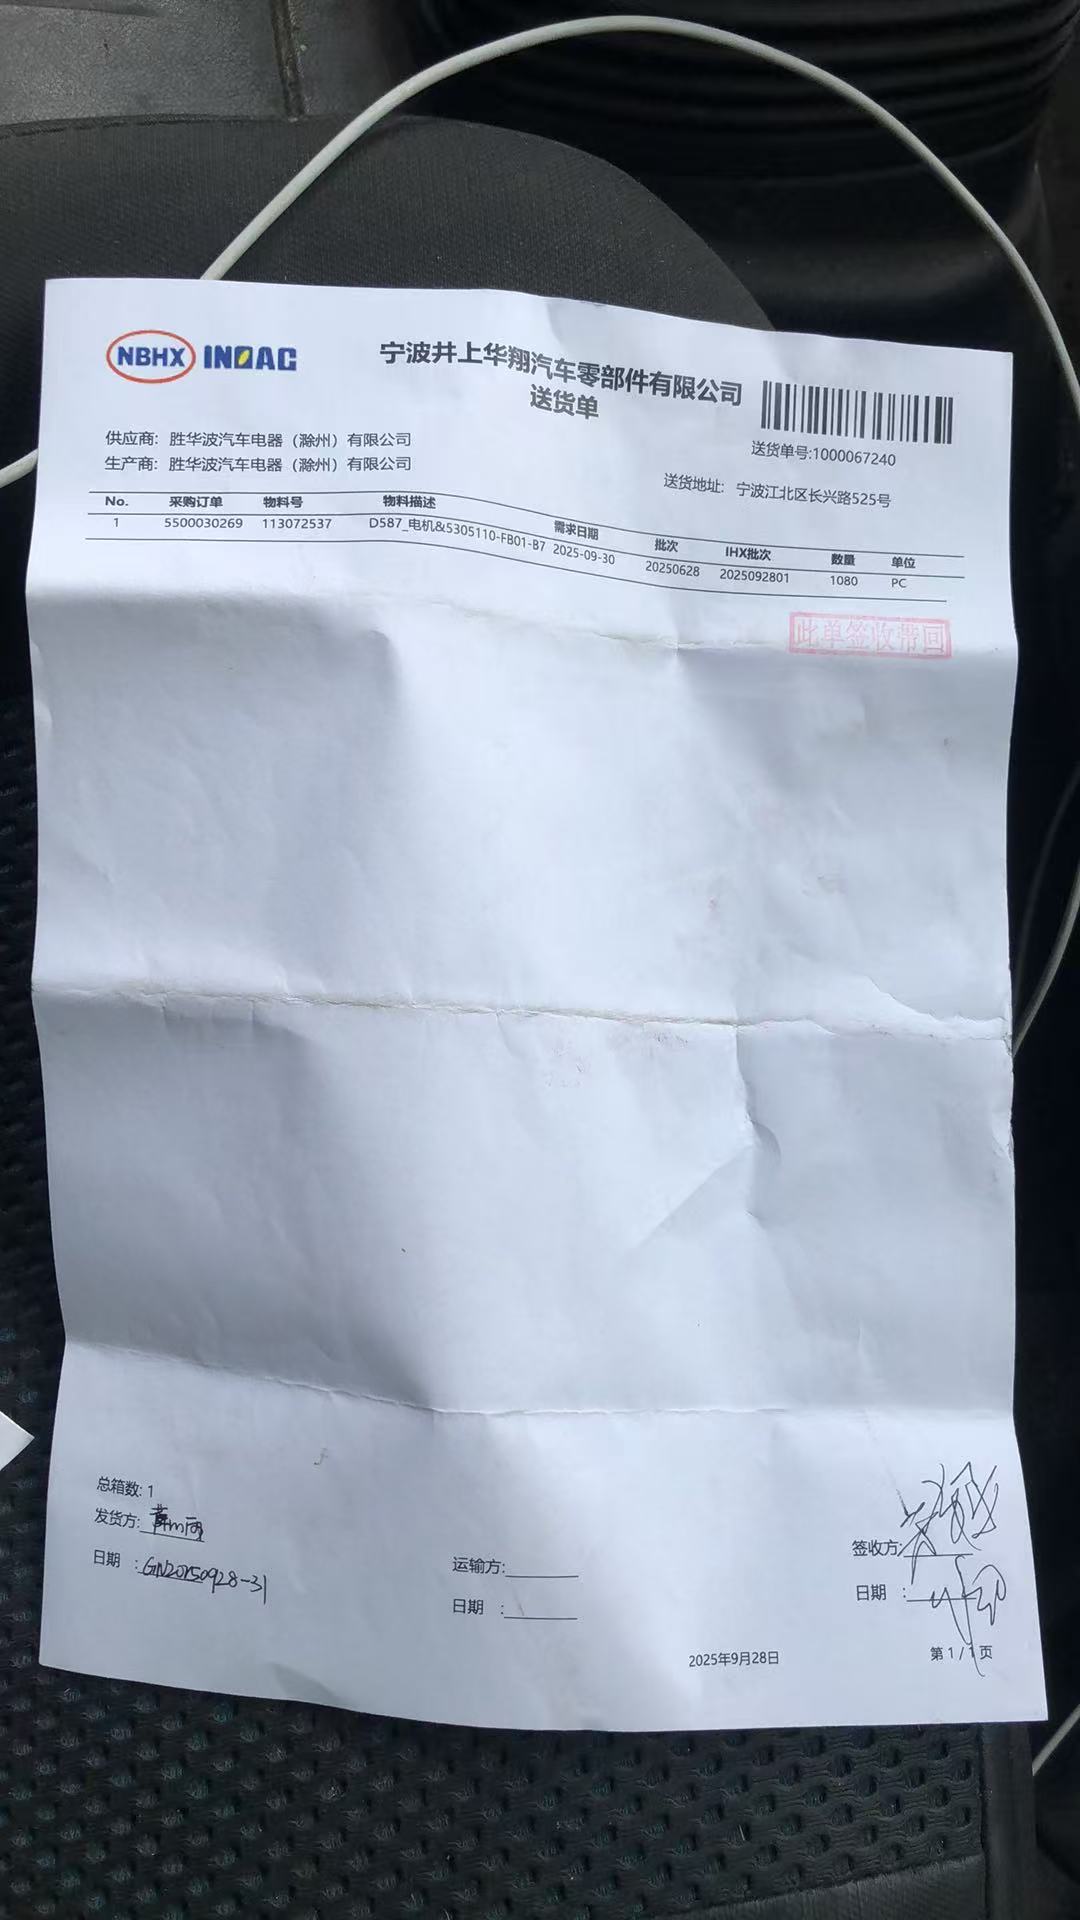 NBHX INOAC
宁波井上华翔汽车零部件有限公司
送货单
送货单号:1000067240
供应商: 胜华波汽车电器（滁州）有限公司
生产商: 胜华波汽车电器（滁州）有限公司
送货地址: 宁波江北区长兴路525号
No. 采购订单 物料号 物料描述 需求日期 批次 IHX批次 数量 单位
1 5500030269 113072537 D587_电机&5305110-FB01-B7 2025-09-30 20250628 2025092801 1080 PC
此单签收带回
总箱数: 1
发货方:
日期 : GN20250928-31
运输方:
日期 :
签收方:
日期 :
2025年9月28日
第 1 / 1 页